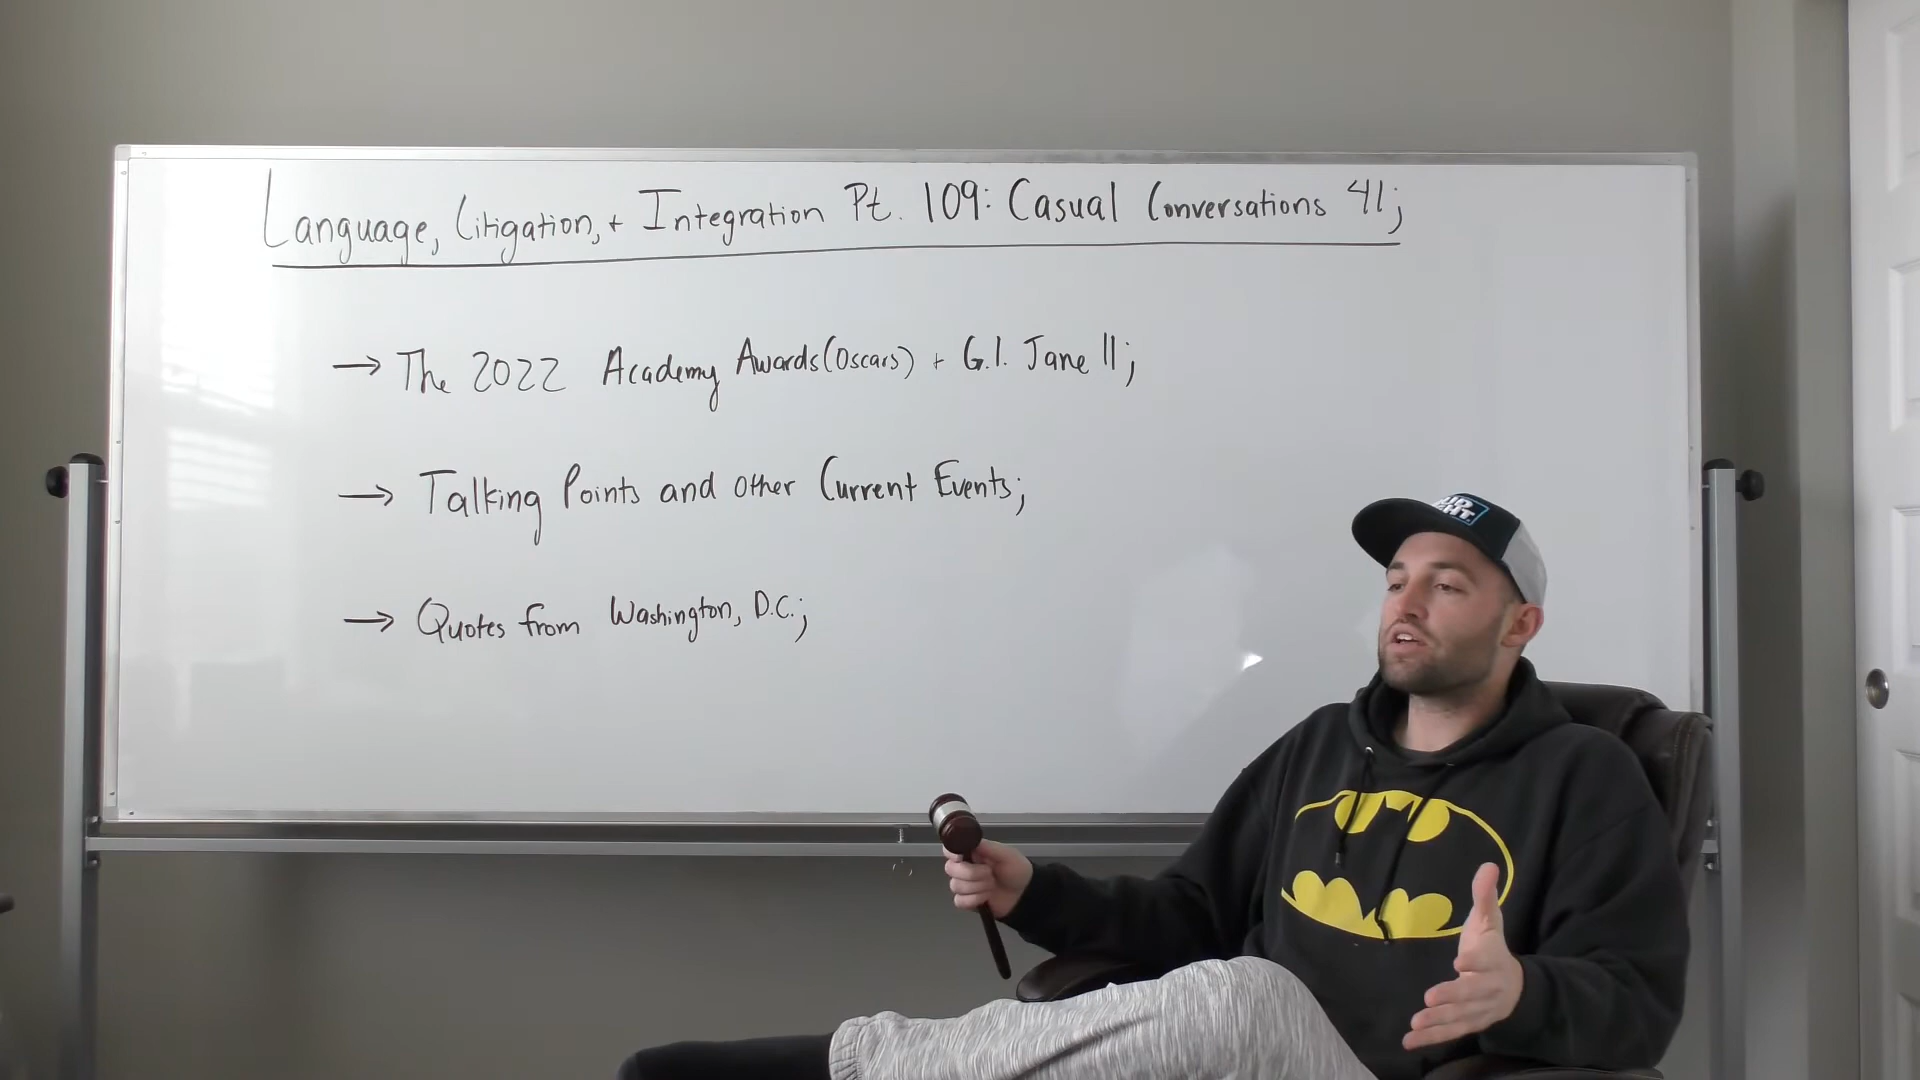 Language, Litigation, + Integration Pt. 109: Casual Conversations 41;
→ The 2022 Academy Awards (Oscars) + G.I. Jane II;
→ Talking Points and other Current Events;
→ Quotes from Washington, D.C.;